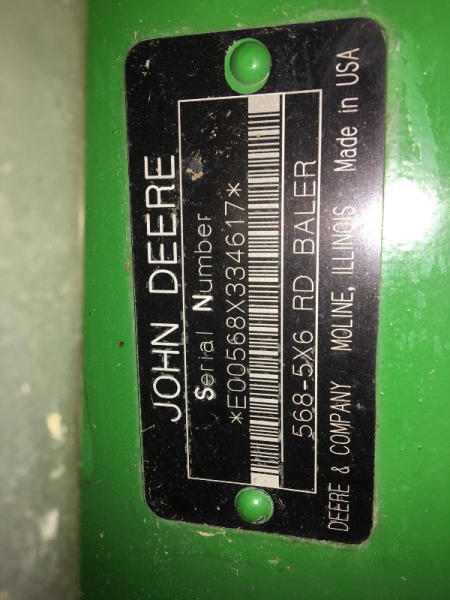 JOHN DEERE
Serial Number
*E00568X334617*
568-5X6 RD BALER
DEERE & COMPANY MOLINE, ILLINOIS Made in USA